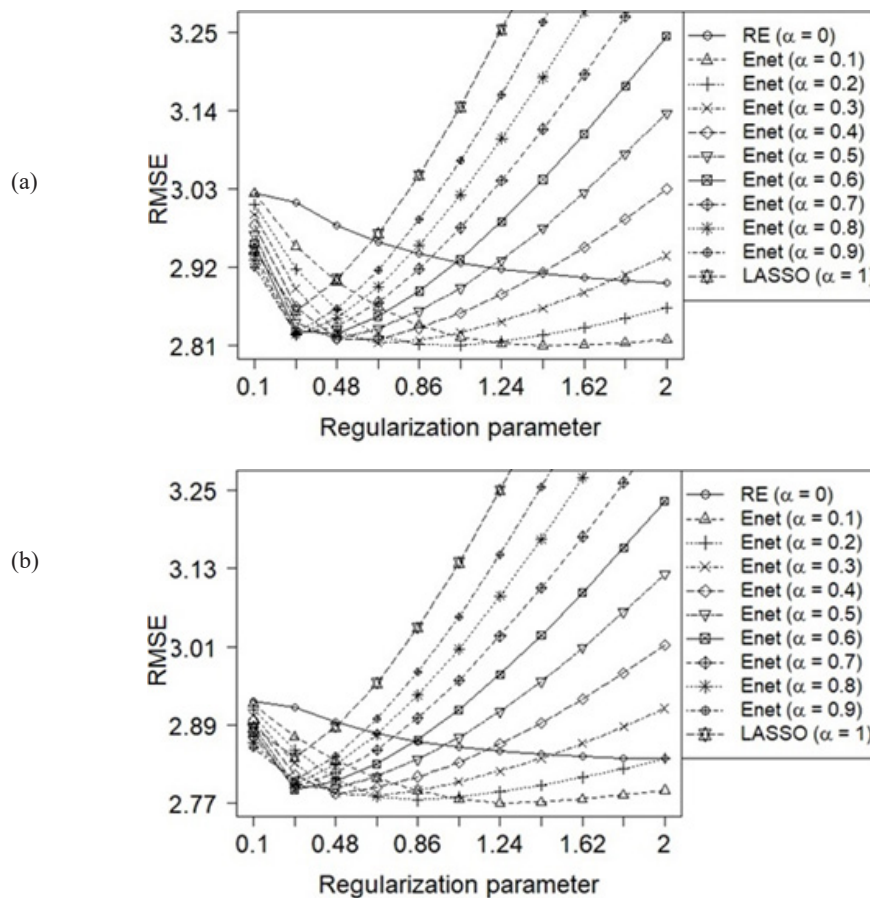 (a)
RMSE
3.25
3.14
3.03
2.92
2.81
0.1 0.48 0.86 1.24 1.62 2
Regularization parameter
RE (α = 0)
Enet (α = 0.1)
Enet (α = 0.2)
Enet (α = 0.3)
Enet (α = 0.4)
Enet (α = 0.5)
Enet (α = 0.6)
Enet (α = 0.7)
Enet (α = 0.8)
Enet (α = 0.9)
LASSO (α = 1)
(b)
RMSE
3.25
3.13
3.01
2.89
2.77
0.1 0.48 0.86 1.24 1.62 2
Regularization parameter
RE (α = 0)
Enet (α = 0.1)
Enet (α = 0.2)
Enet (α = 0.3)
Enet (α = 0.4)
Enet (α = 0.5)
Enet (α = 0.6)
Enet (α = 0.7)
Enet (α = 0.8)
Enet (α = 0.9)
LASSO (α = 1)